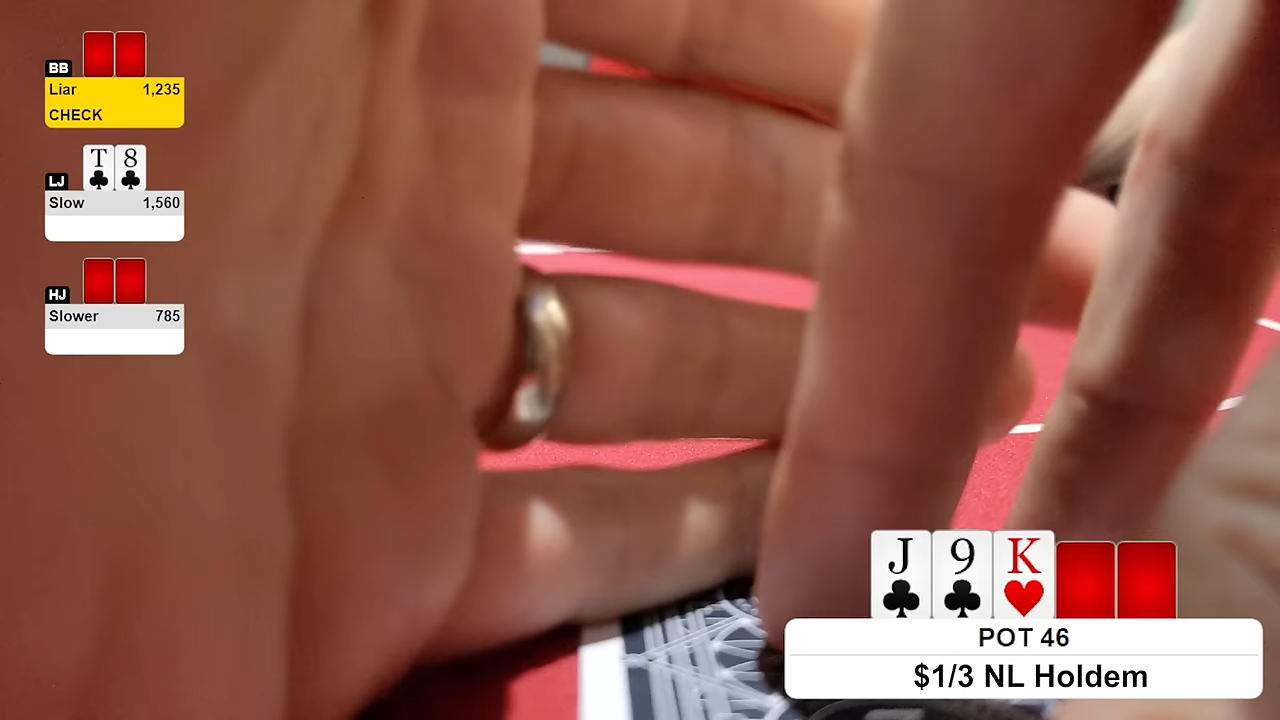 BB
Liar 1,235
CHECK
T 8
LJ
Slow 1,560
HJ
Slower 785
J 9 K
POT 46
$1/3 NL Holdem